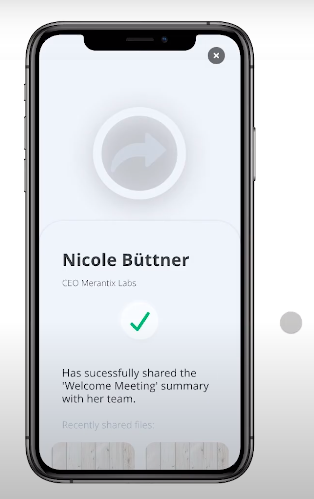 Nicole Büttner
CEO Merantix Labs
Has sucessfully shared the
'Welcome Meeting' summary
with her team.
Recently shared files: